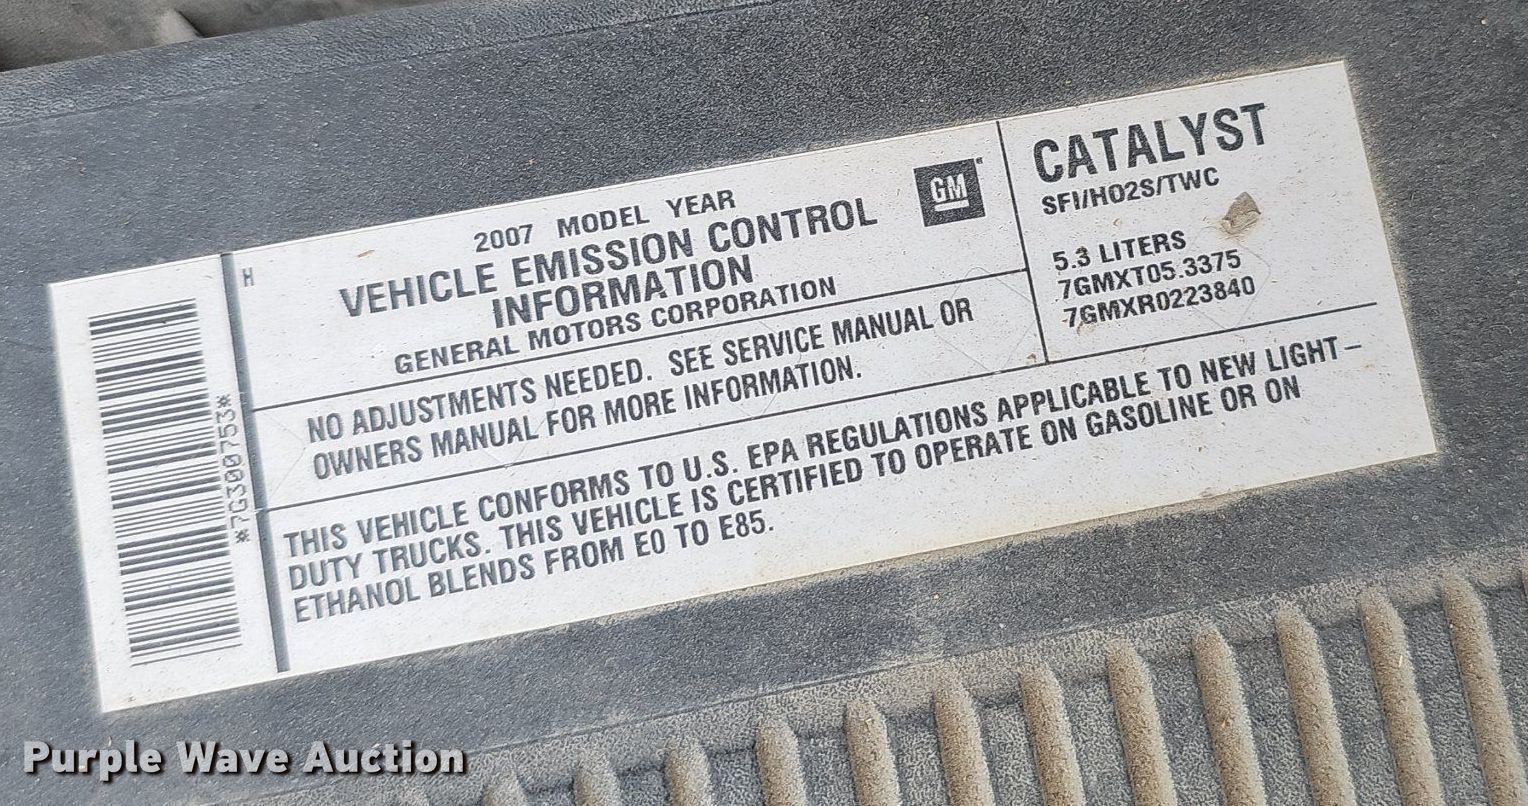 H
2007 MODEL YEAR
VEHICLE EMISSION CONTROL
INFORMATION
GENERAL MOTORS CORPORATION
GM
CATALYST
SFI/HO2S/TWC
5.3 LITERS
7GMXT05.3375
7GMXR0223840
NO ADJUSTMENTS NEEDED. SEE SERVICE MANUAL OR
OWNERS MANUAL FOR MORE INFORMATION.
THIS VEHICLE CONFORMS TO U.S. EPA REGULATIONS APPLICABLE TO NEW LIGHT-
DUTY TRUCKS. THIS VEHICLE IS CERTIFIED TO OPERATE ON GASOLINE OR ON
ETHANOL BLENDS FROM E0 TO E85.
*7G300753*
Purple Wave Auction